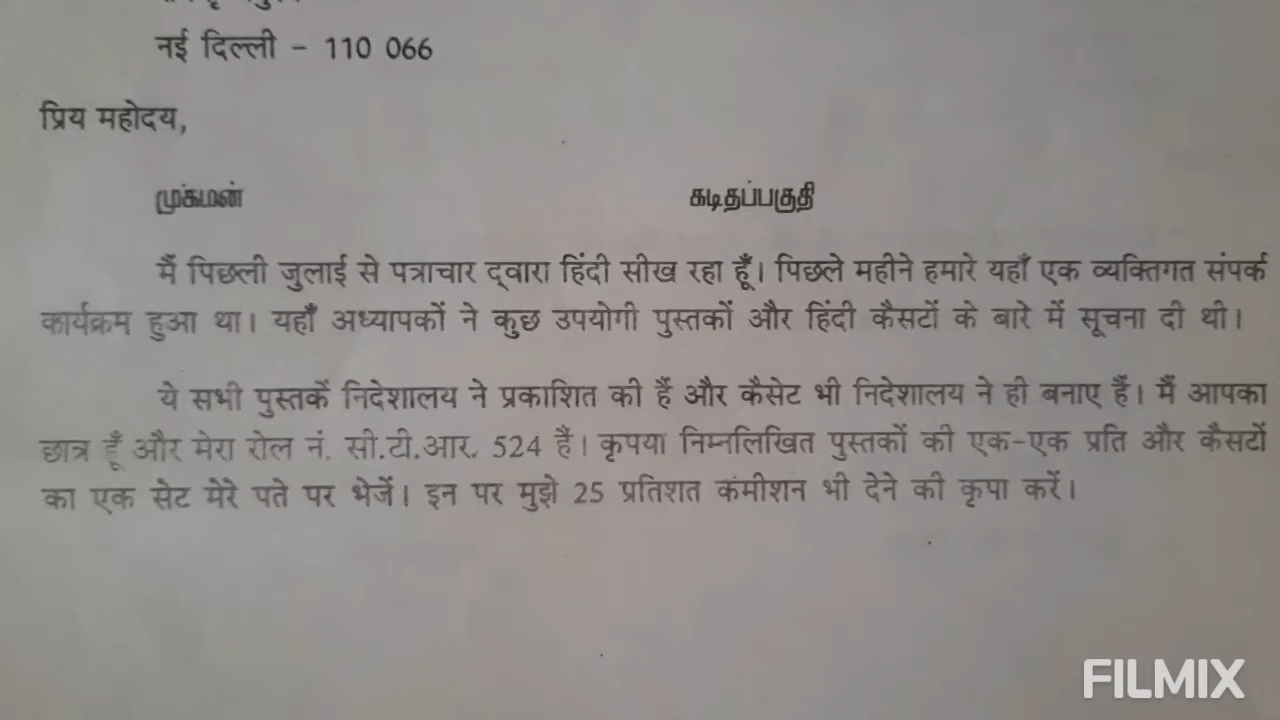 नई दिल्ली - 110 066
प्रिय महोदय,
முகமன் கடிதப்பகுதி
मैं पिछली जुलाई से पत्राचार द्वारा हिंदी सीख रहा हूँ। पिछले महीने हमारे यहाँ एक व्यक्तिगत संपर्क
कार्यक्रम हुआ था। यहाँ अध्यापकों ने कुछ उपयोगी पुस्तकों और हिंदी कैसटों के बारे में सूचना दी थी।
ये सभी पुस्तकें निदेशालय ने प्रकाशित की हैं और कैसेट भी निदेशालय ने ही बनाए हैं। मैं आपका
छात्र हूँ और मेरा रोल नं. सी.टी.आर. 524 है। कृपया निम्नलिखित पुस्तकों की एक-एक प्रति और कैसटों
का एक सेट मेरे पते पर भेजें। इन पर मुझे 25 प्रतिशत कमीशन भी देने की कृपा करें।
FILMIX